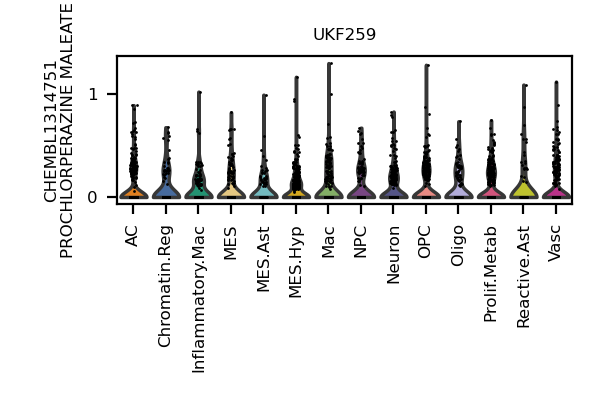 UKF259
CHEMBL1314751
PROCHLORPERAZINE MALEATE
1
0
AC
Chromatin.Reg
Inflammatory.Mac
MES
MES.Ast
MES.Hyp
Mac
NPC
Neuron
OPC
Oligo
Prolif.Metab
Reactive.Ast
Vasc